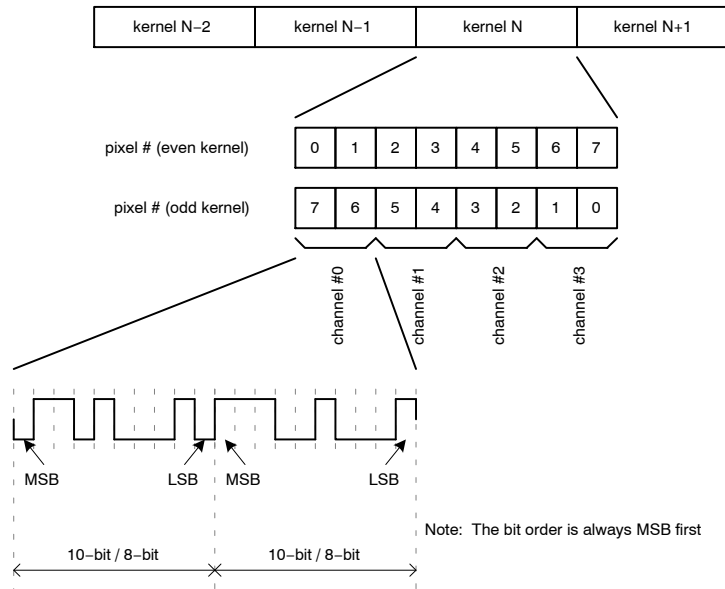 kernel N−2 kernel N−1 kernel N kernel N+1
pixel # (even kernel) 0 1 2 3 4 5 6 7
pixel # (odd kernel) 7 6 5 4 3 2 1 0
channel #0 channel #1 channel #2 channel #3
MSB LSB MSB LSB
Note: The bit order is always MSB first
10−bit / 8−bit 10−bit / 8−bit